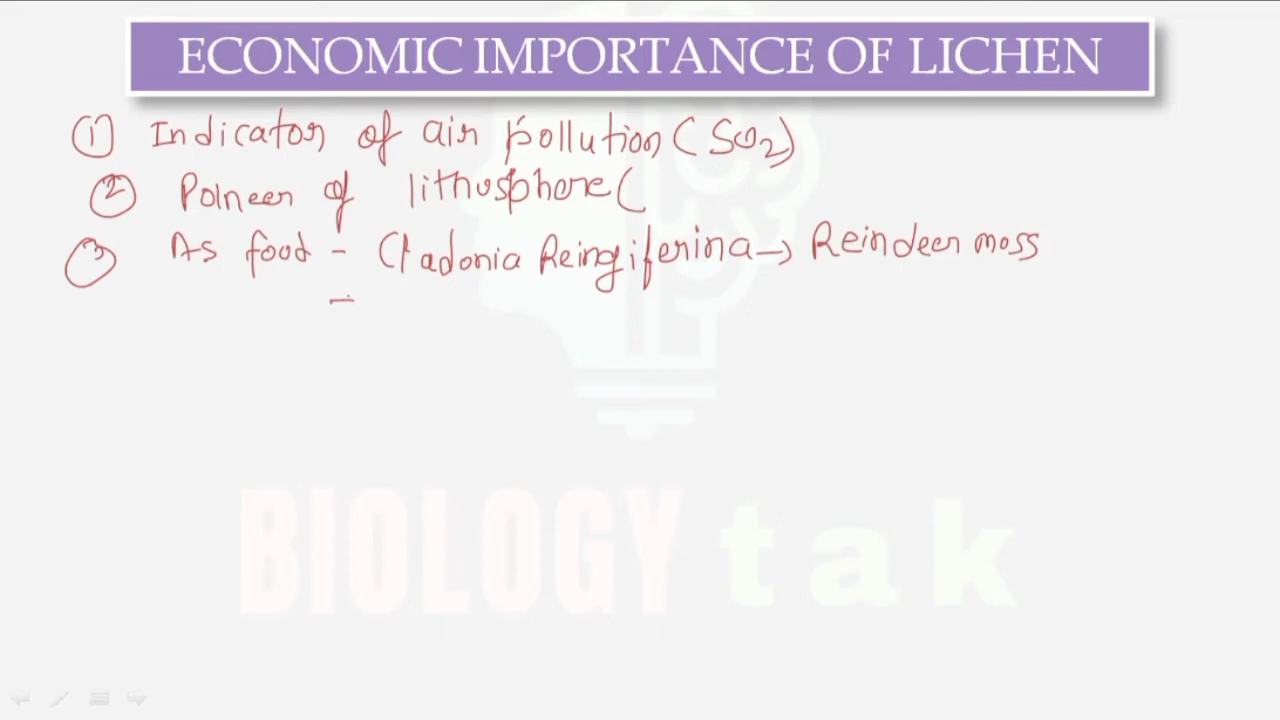 ECONOMIC IMPORTANCE OF LICHEN
① Indicator of air pollution (SO₂)
② Poineer of lithosphore (
③ As food - Cladonia Reingiferina → Reindeer moss
-
BIOLOGY tak